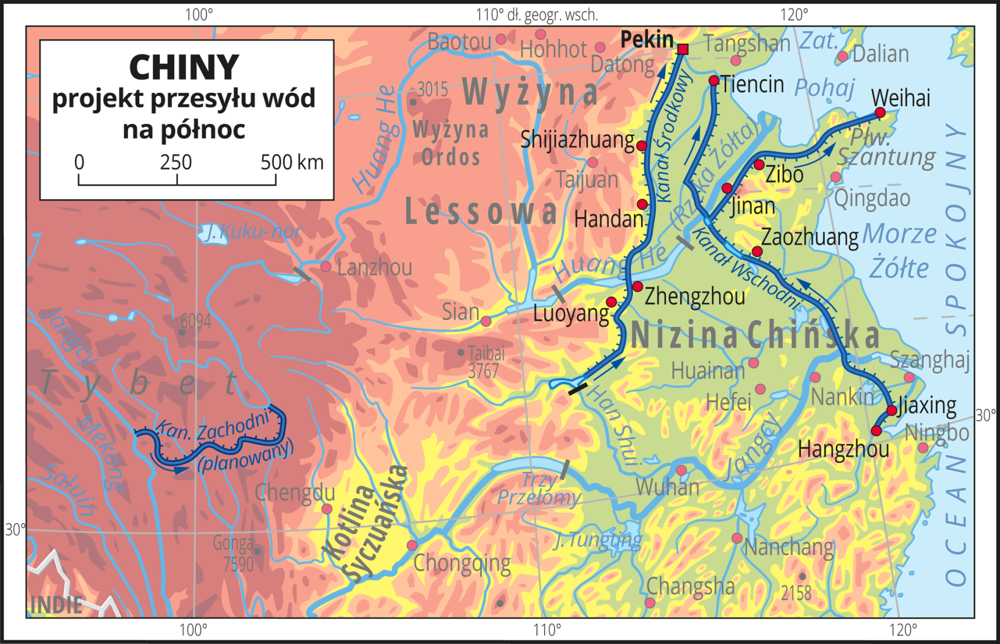 100°
110° dł. geogr. wsch.
120°
CHINY
projekt przesyłu wód
na północ
0
250
500 km
Baotou
Hohhot
Datong
Pekin
Tangshan
Zat.
Pohaj
Dalian
3015
Wyżyna
Lessowa
Wyżyna
Ordos
Huang He
Tiencin
Weihai
Kanał Środkowy
Shijiazhuang
Taijuan
Płw.
Szantung
Zibo
Jinan
Qingdao
Handan
(Rzeka Żółta)
Huang He
J. Kuku-nor
Lanzhou
Zaozhuang
Morze
Żółte
OCEAN SPOKOJNY
Kanał Wschodni
Zhengzhou
Luoyang
Sian
6094
Jangcy
Tybet
Taibai
3767
Nizina Chińska
Huainan
Hefei
Nankin
Szanghaj
Jiaxing
Ningbo
Hangzhou
30°
Han Shui
Kan. Zachodni
(planowany)
Mekong
Saluin
Chengdu
Kotlina
Syczuańska
Trzy
Przełomy
Wuhan
Jangcy
30°
Gonga
7590
Chongqing
J. Tungting
Nanchang
Changsha
2158
INDIE
100°
110°
120°